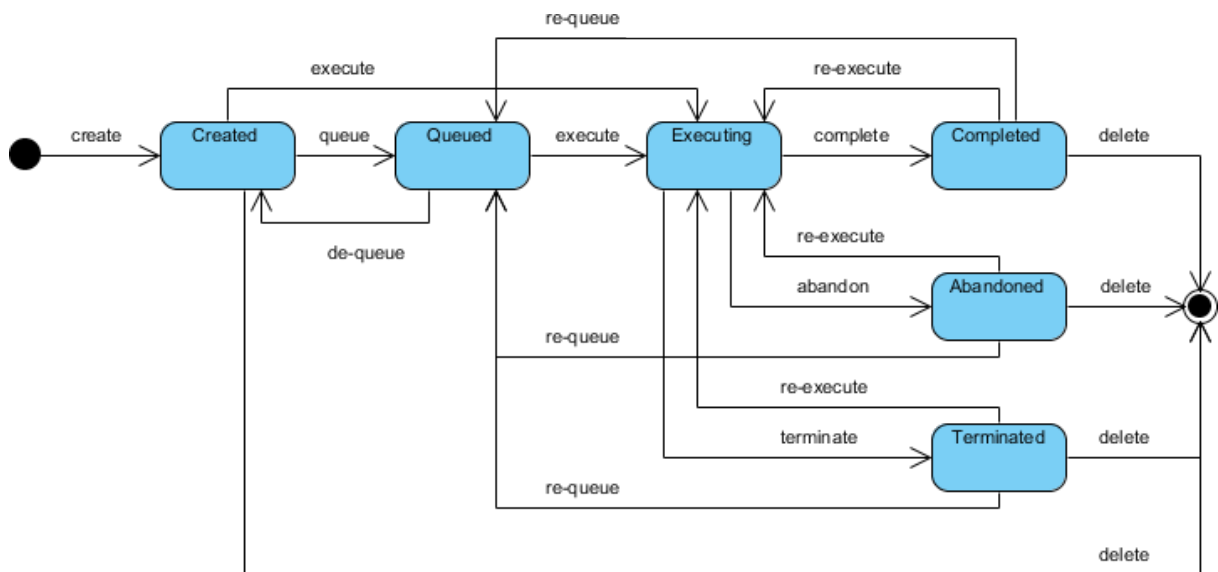 re-queue
execute
re-execute
create
Created
queue
Queued
execute
Executing
complete
Completed
delete
de-queue
re-execute
abandon
Abandoned
delete
re-queue
re-execute
terminate
Terminated
delete
re-queue
delete